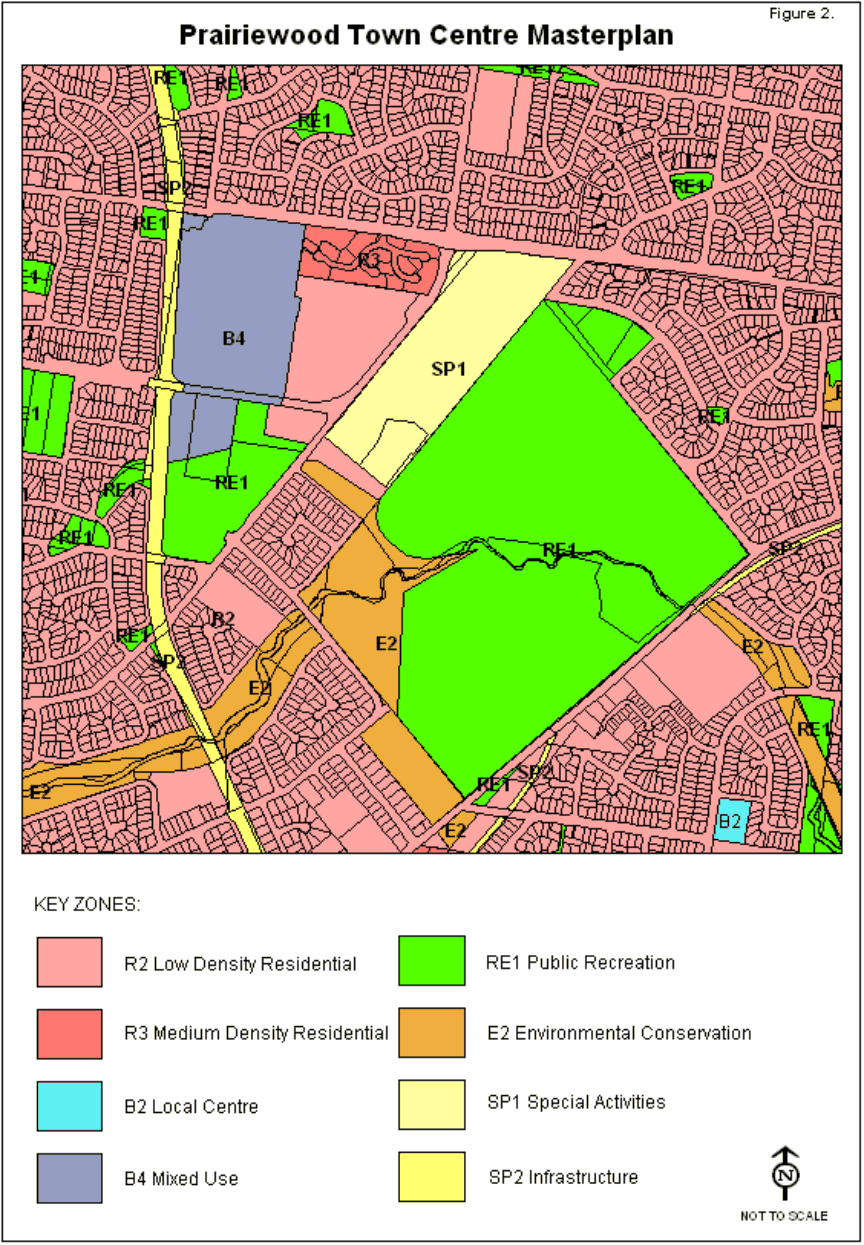 Figure 2.
Prairiewood Town Centre Masterplan
RE1
RE1
RE1
RE1
SP2
RE1
RE1
R3
E1
B4
SP1
E1
RE1
RE1
RE1
RE1
RE1
SP2
R2
RE1
E2
E2
SP2
E2
RE1
E2
RE1
SP2
B2
E2
KEY ZONES:
R2 Low Density Residential
RE1 Public Recreation
R3 Medium Density Residential
E2 Environmental Conservation
B2 Local Centre
SP1 Special Activities
B4 Mixed Use
SP2 Infrastructure
N
NOT TO SCALE